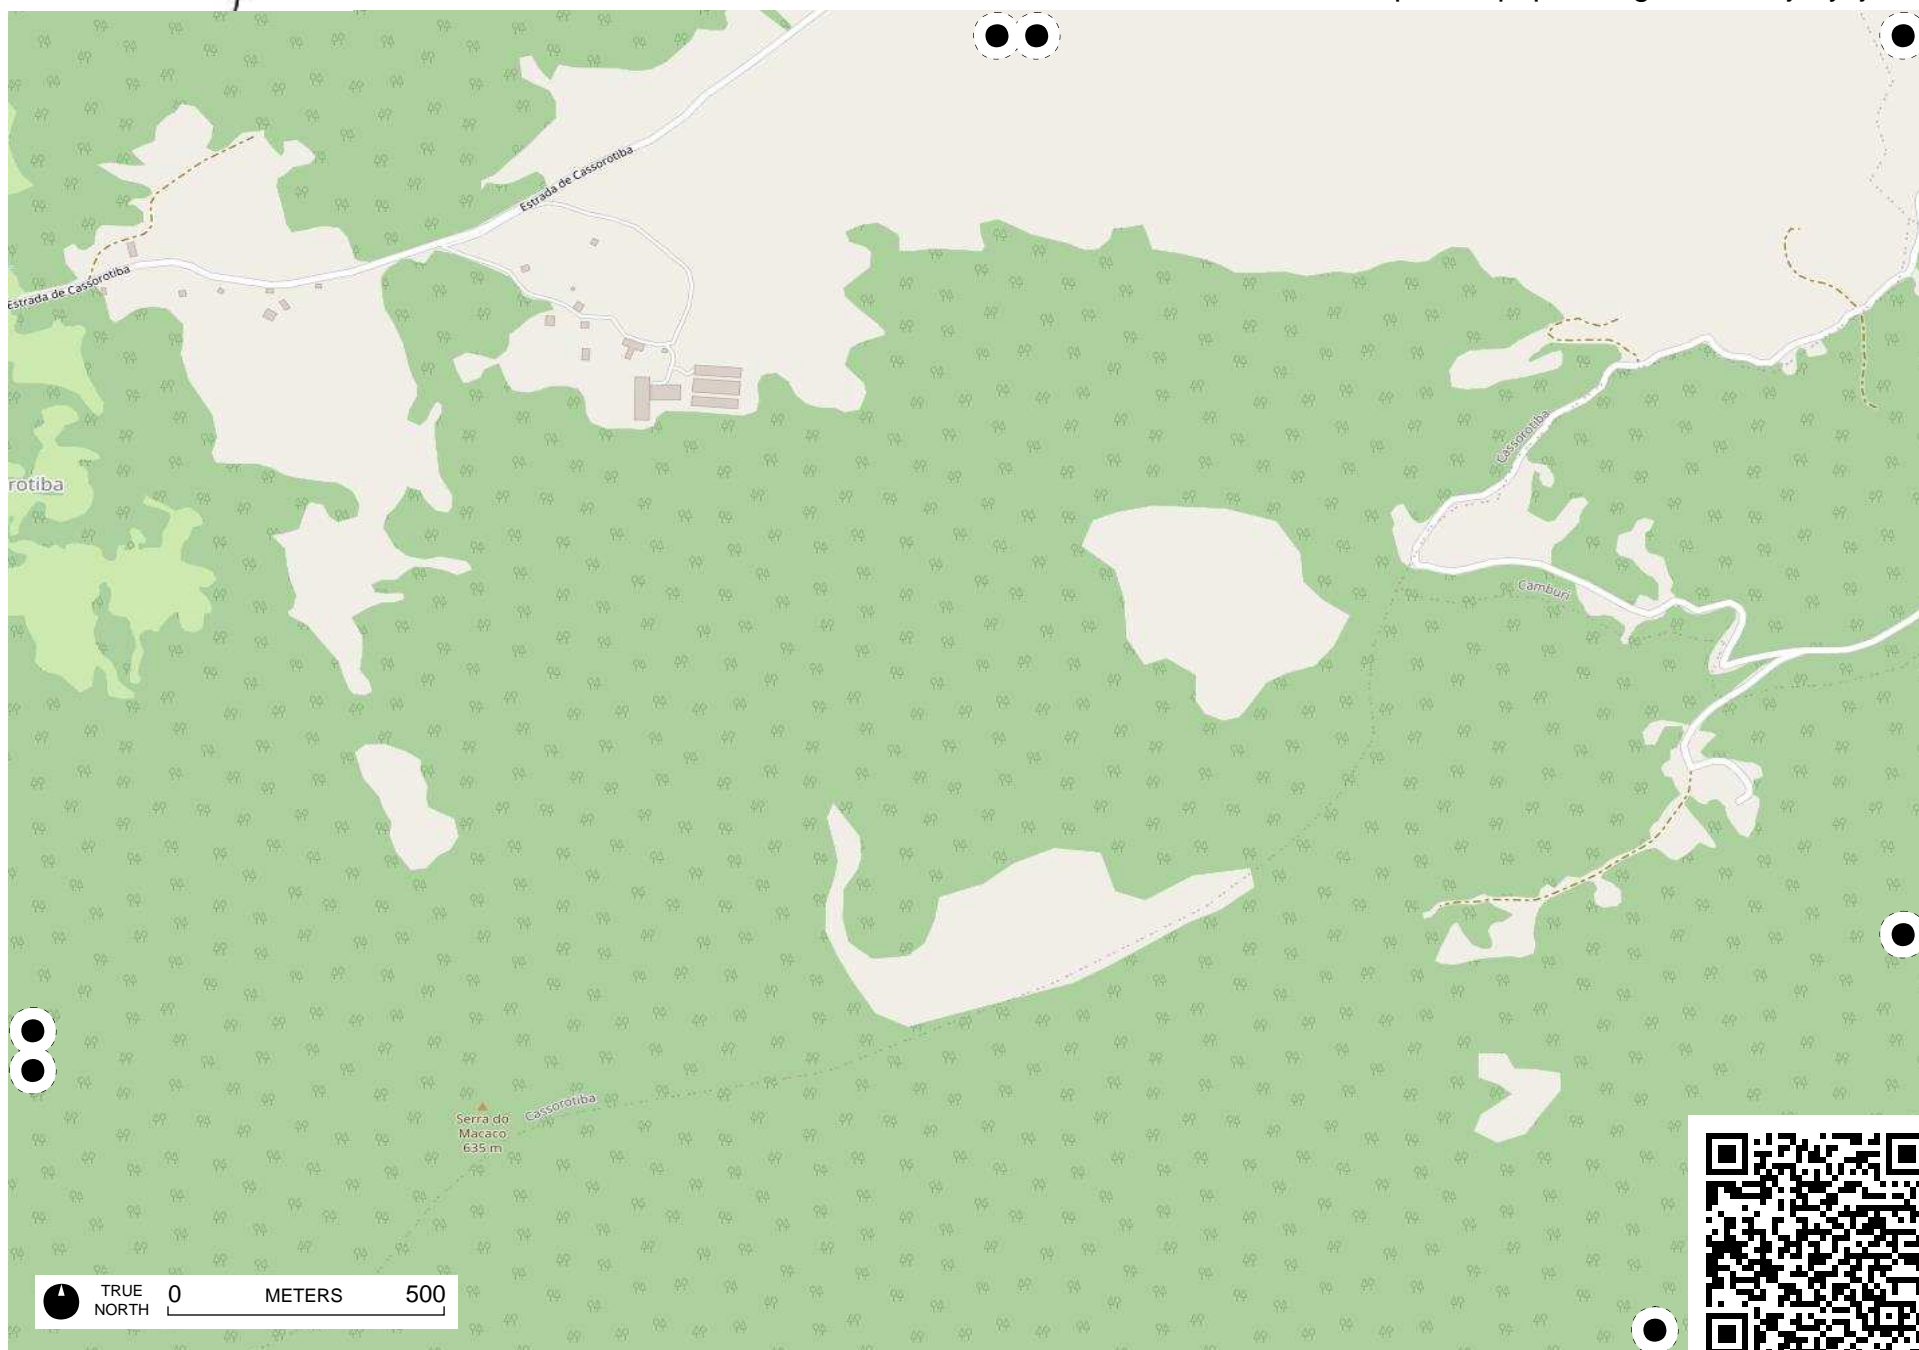 Estrada de Cassorotiba
Estrada de Cassorotiba
Cassorotiba
rotiba
Camburi
Cassorotiba
Serra do
Macaco
635 m
TRUE
NORTH
0 METERS 500